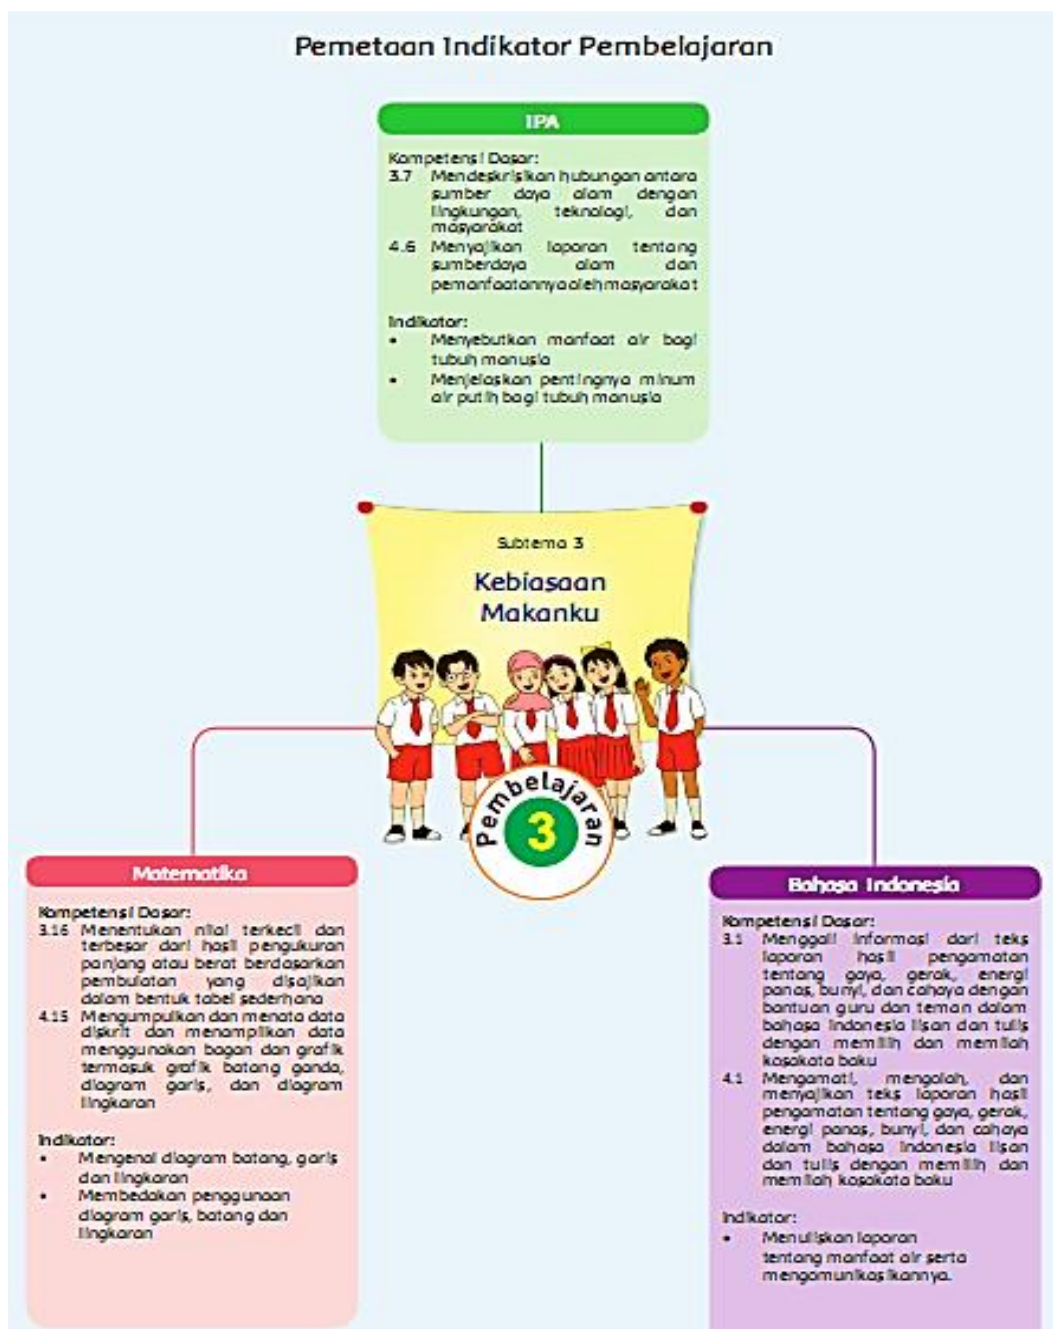 Pemetaan Indikator Pembelajaran
IPA
Kompetensi Dasar:
3.7 Mendeskrisikan hubungan antara
sumber daya alam dengan
lingkungan, teknologi, dan
masyarakat
4.6 Menyajikan laporan tentang
sumberdaya alam dan
pemanfaatannya oleh masyarakat
Indikator:
• Menyebutkan manfaat air bagi
tubuh manusia
• Menjelaskan pentingnya minum
air putih bagi tubuh manusia
Subtema 3
Kebiasaan
Makanku
Pembelajaran
3
Matematika
Kompetensi Dasar:
3.16 Menentukan nilai terkecil dan
terbesar dari hasil pengukuran
panjang atau berat berdasarkan
pembulatan yang disajikan
dalam bentuk tabel sederhana
4.15 Mengumpulkan dan menata data
diskrit dan menampilkan data
menggunakan bagan dan grafik
termasuk grafik batang ganda,
diagram garis, dan diagram
lingkaran
Indikator:
• Mengenal diagram batang, garis
dan lingkaran
• Membedakan penggunaan
diagram garis, batang dan
lingkaran
Bahasa Indonesia
Kompetensi Dasar:
3.1 Menggali informasi dari teks
laporan hasil pengamatan
tentang gaya, gerak, energi
panas, bunyi, dan cahaya dengan
bantuan guru dan teman dalam
bahasa Indonesia lisan dan tulis
dengan memilih dan memilah
kosakata baku
4.1 Mengamati, mengolah, dan
menyajikan teks laporan hasil
pengamatan tentang gaya, gerak,
energi panas, bunyi, dan cahaya
dalam bahasa Indonesia lisan
dan tulis dengan memilih dan
memilah kosakata baku
Indikator:
• Menuliskan laporan
tentang manfaat air serta
mengomunikasikannya.